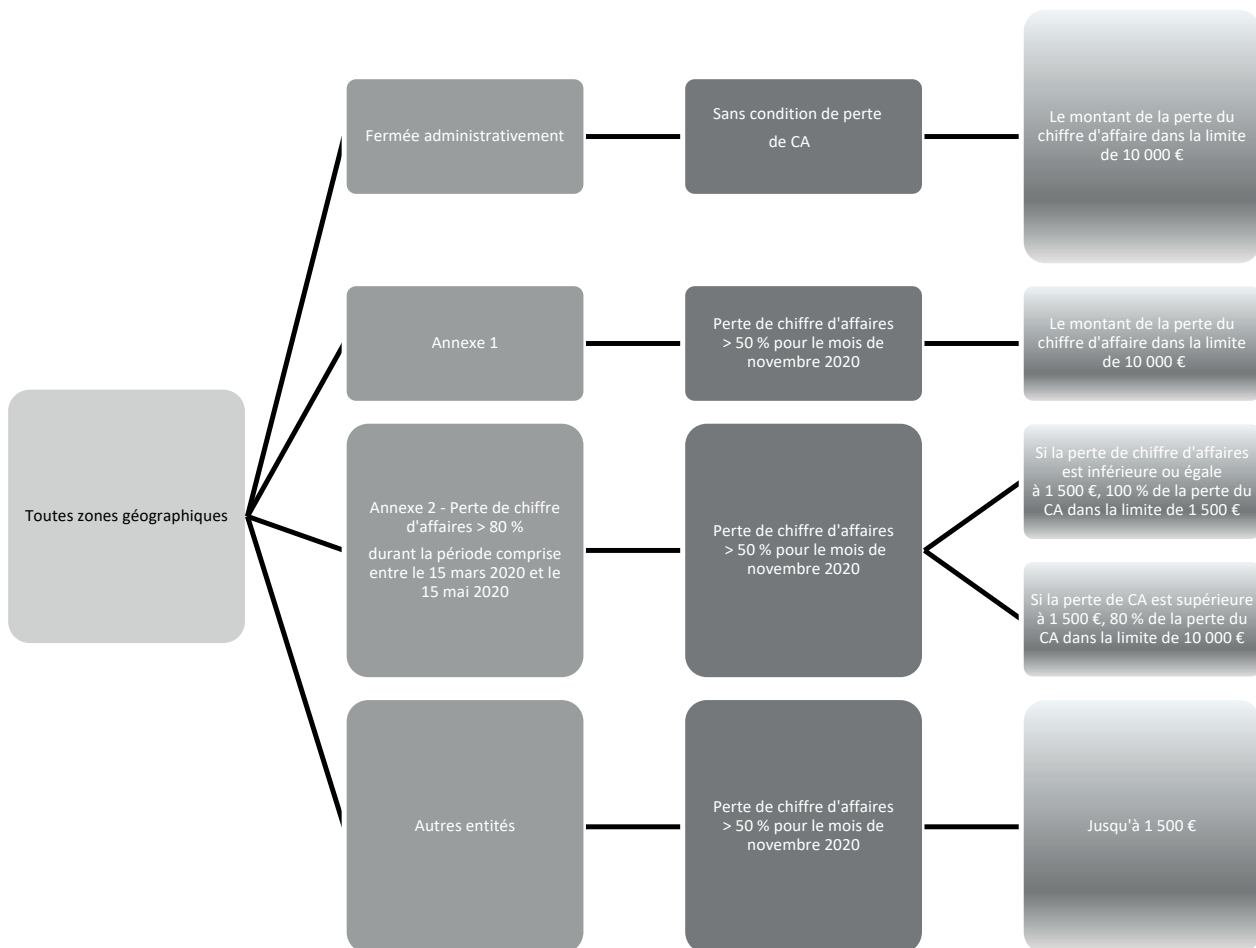 Toutes zones géographiques
Fermée administrativement
Sans condition de perte
de CA
Le montant de la perte du
chiffre d'affaire dans la limite
de 10 000 €
Annexe 1
Perte de chiffre d'affaires
> 50 % pour le mois de
novembre 2020
Le montant de la perte du
chiffre d'affaire dans la limite
de 10 000 €
Annexe 2 - Perte de chiffre
d'affaires > 80 %
durant la période comprise
entre le 15 mars 2020 et le
15 mai 2020
Perte de chiffre d'affaires
> 50 % pour le mois de
novembre 2020
Si la perte de chiffre d'affaires
est inférieure ou égale
à 1 500 €, 100 % de la perte du
CA dans la limite de 1 500 €
Si la perte de CA est supérieure
à 1 500 €, 80 % de la perte du
CA dans la limite de 10 000 €
Autres entités
Perte de chiffre d'affaires
> 50 % pour le mois de
novembre 2020
Jusqu'à 1 500 €